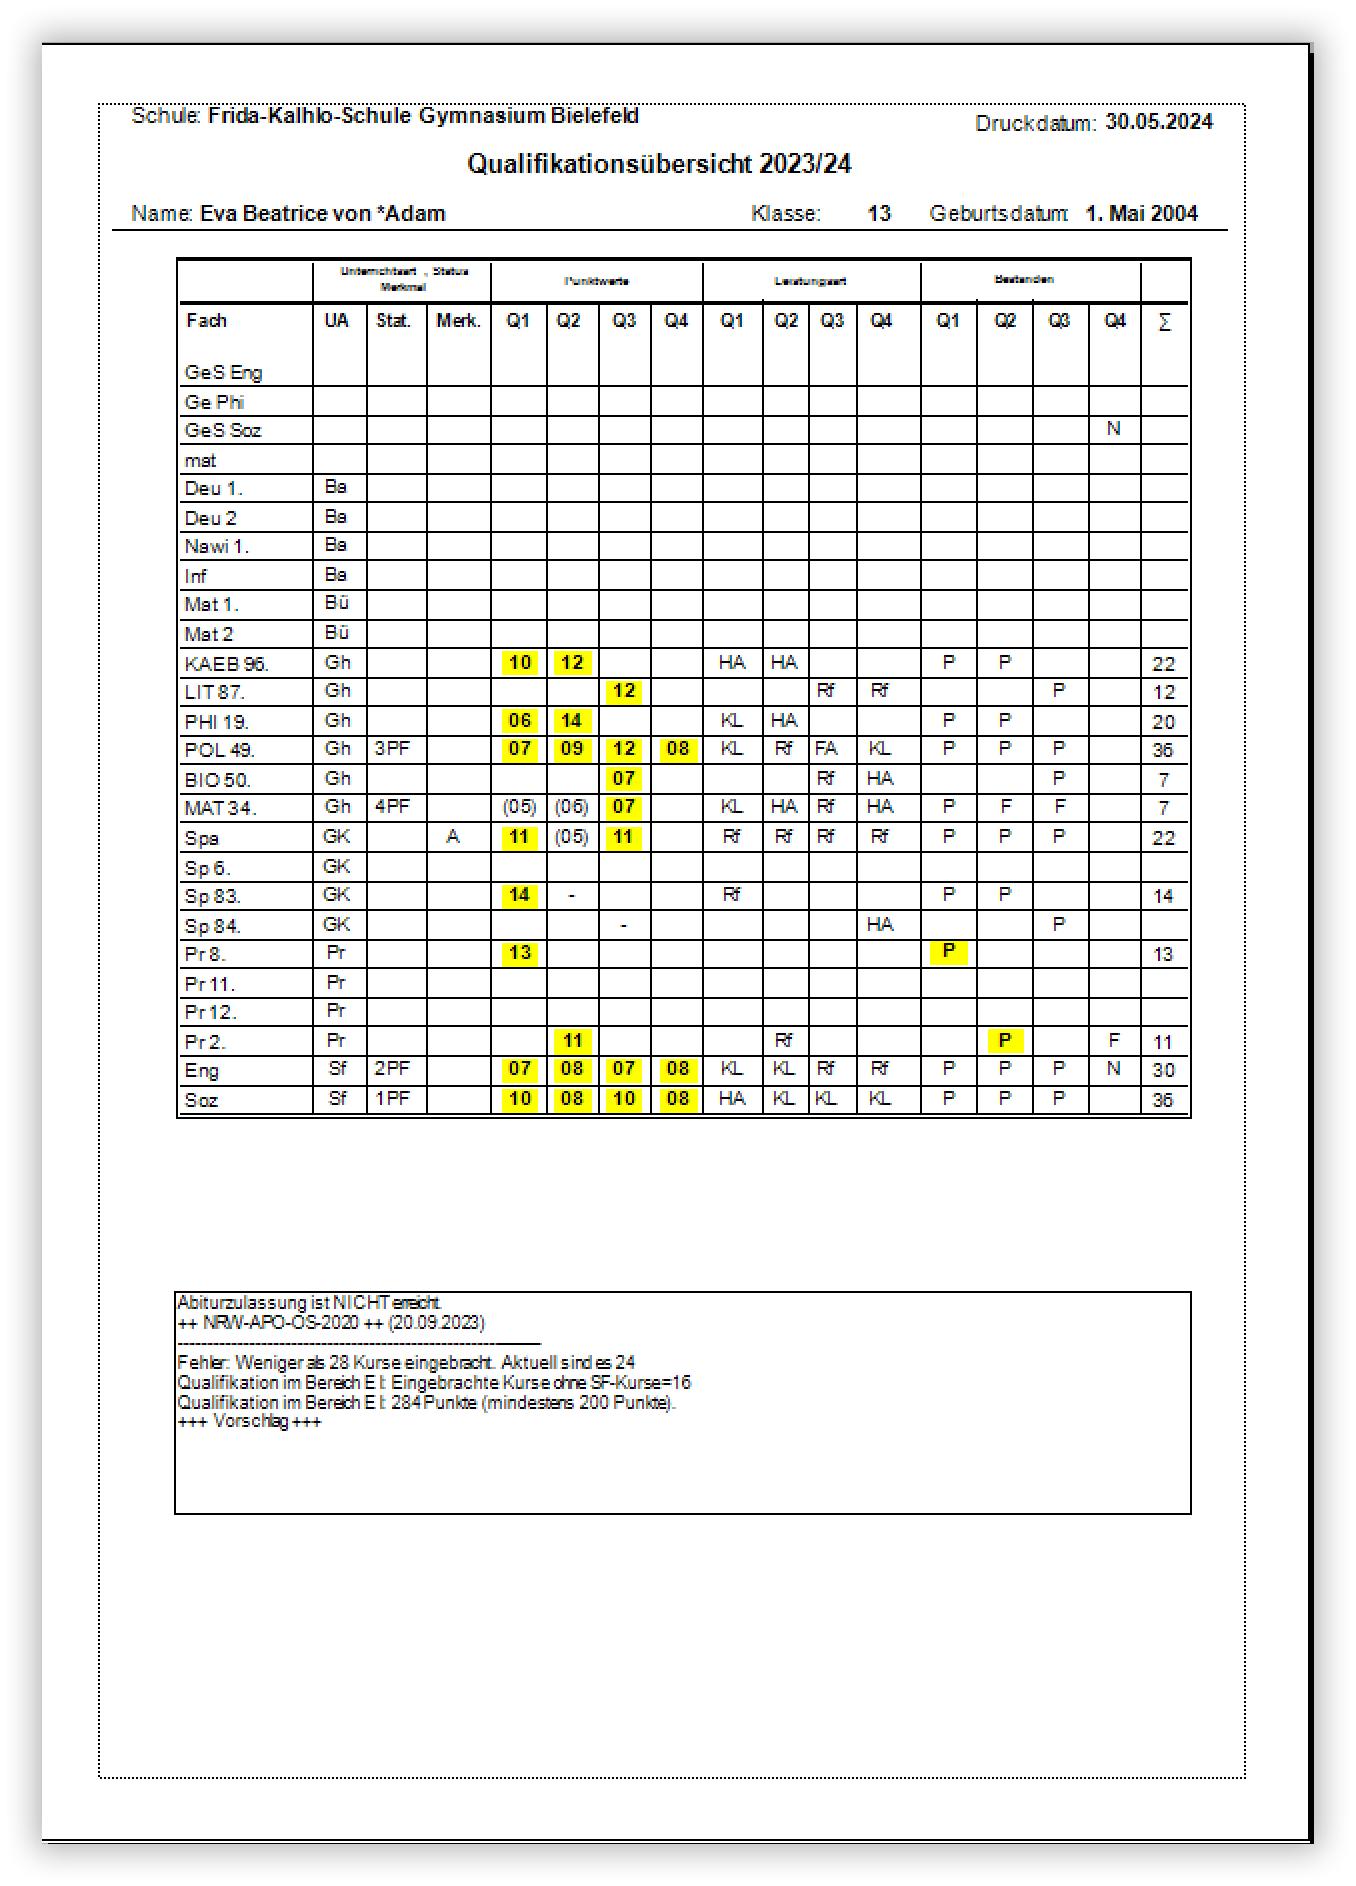 Schule: Frida-Kalhlo-Schule Gymnasium Bielefeld Druckdatum: 30.05.2024
Qualifikationsübersicht 2023/24
Name: Eva Beatrice von *Adam Klasse: 13 Geburtsdatum: 1. Mai 2004
Unterrichtsart , Status Merkmal Punktwerte Leistungsart Bestanden
Fach UA Stat. Merk. Q1 Q2 Q3 Q4 Q1 Q2 Q3 Q4 Q1 Q2 Q3 Q4 ∑
GeS Eng
Ge Phi
GeS Soz N
mat
Deu 1. Ba
Deu 2 Ba
Nawi 1. Ba
Inf Ba
Mat 1. Bü
Mat 2 Bü
KAEB 96. Gh 10 12 HA HA P P 22
LIT 87. Gh 12 Rf Rf P 12
PHI 19. Gh 06 14 KL HA P P 20
POL 49. Gh 3PF 07 09 12 08 KL Rf FA KL P P P 36
BIO 50. Gh 07 Rf HA P 7
MAT 34. Gh 4PF (05) (06) 07 KL HA Rf HA P F F 7
Spa GK A 11 (05) 11 Rf Rf Rf Rf P P P 22
Sp 6. GK
Sp 83. GK 14 - Rf P P 14
Sp 84. GK - HA P
Pr 8. Pr 13 P 13
Pr 11. Pr
Pr 12. Pr
Pr 2. Pr 11 Rf P F 11
Eng Sf 2PF 07 08 07 08 KL KL Rf Rf P P P N 30
Soz Sf 1PF 10 08 10 08 HA KL KL KL P P P 36
Abiturzulassung ist NICHT erreicht.
++ NRW-APO-OS-2020 ++ (20.09.2023)
------------------------------------------------------------
Fehler: Weniger als 28 Kurse eingebracht. Aktuell sind es 24
Qualifikation im Bereich E I: Eingebrachte Kurse ohne SF-Kurse=16
Qualifikation im Bereich E I: 284 Punkte (mindestens 200 Punkte).
+++ Vorschlag +++